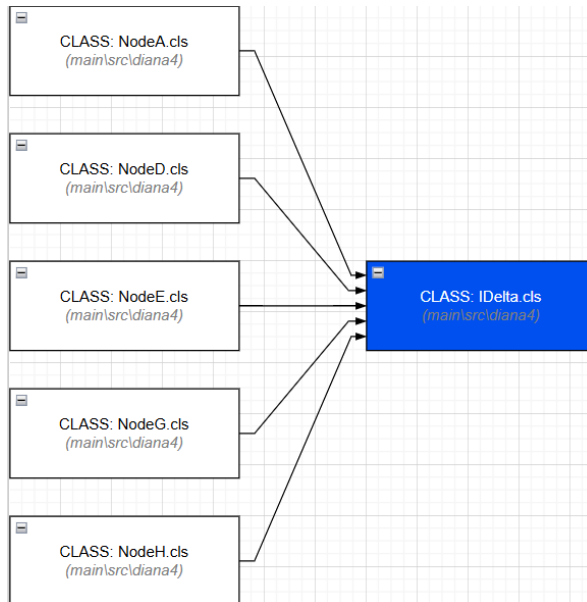 CLASS: NodeA.cls
(main\src\diana4)
CLASS: NodeD.cls
(main\src\diana4)
CLASS: NodeE.cls
(main\src\diana4)
CLASS: IDelta.cls
(main\src\diana4)
CLASS: NodeG.cls
(main\src\diana4)
CLASS: NodeH.cls
(main\src\diana4)